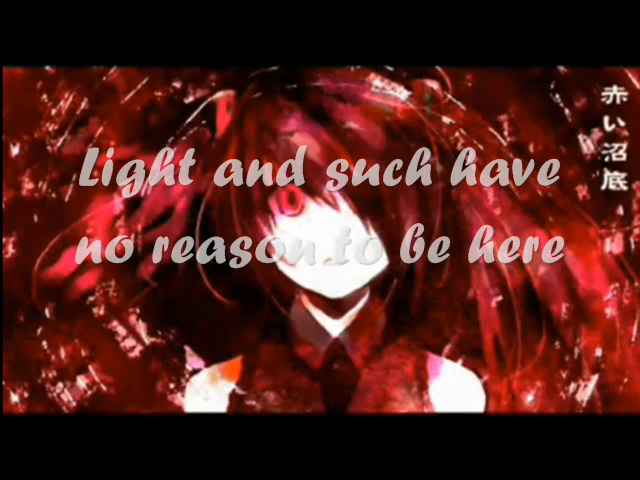 Light and such have
no reason to be here
赤い沼底